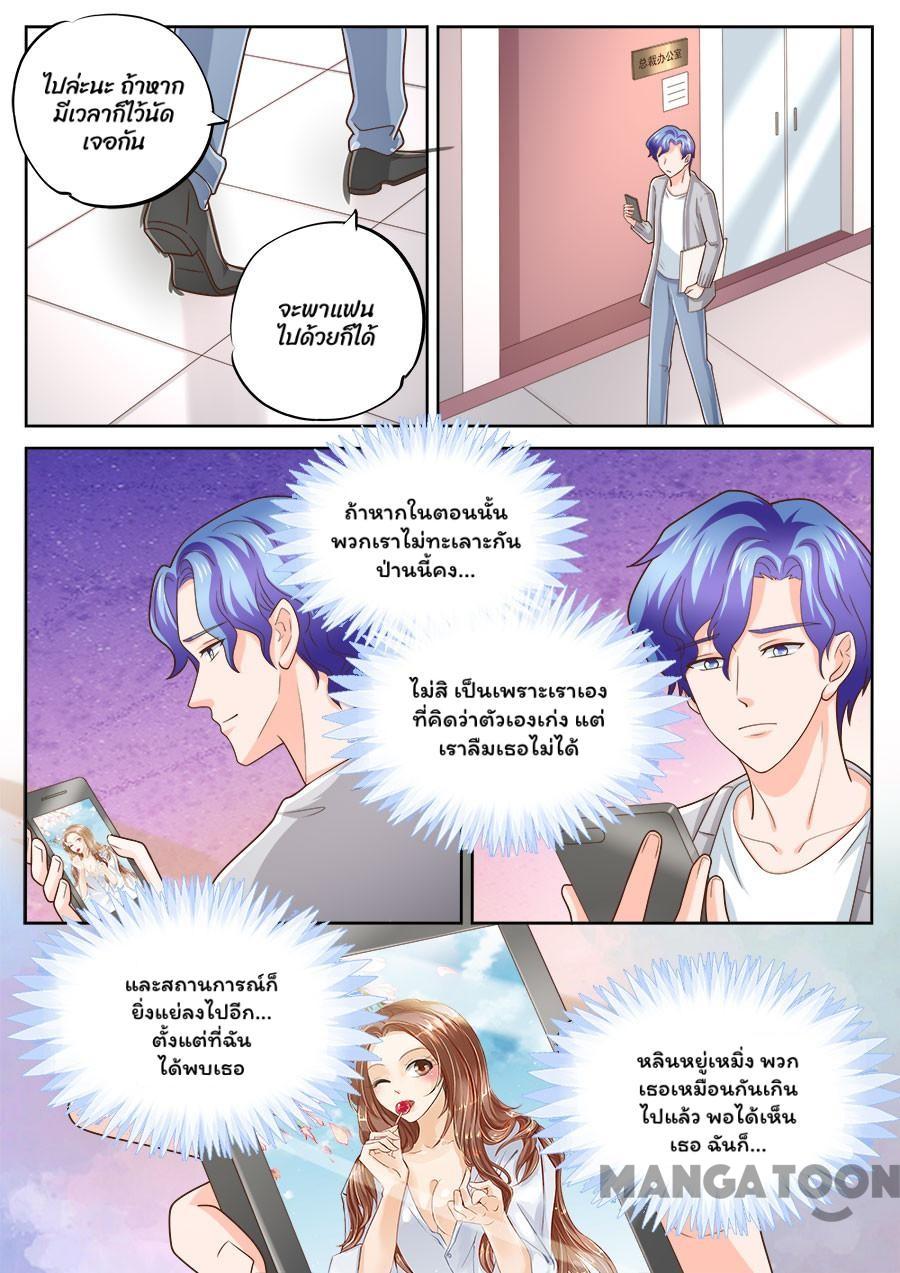 ไปล่ะนะ ถ้าหาก
มีเวลาก็ไว้นัด
เจอกัน
จะพาแฟน
ไปด้วยก็ได้
总裁办公室
ถ้าหากในตอนนั้น
พวกเราไม่ทะเลาะกัน
ป่านนี้คง...
ไม่สิ เป็นเพราะเราเอง
ที่คิดว่าตัวเองเก่ง แต่
เราลืมเธอไม่ได้
และสถานการณ์ก็
ยิ่งแย่ลงไปอีก...
ตั้งแต่ที่ฉัน
ได้พบเธอ
หลินหยู่เหมิ่ง พวก
เธอเหมือนกันเกิน
ไปแล้ว พอได้เห็น
เธอ ฉันก็...
MANGATOON